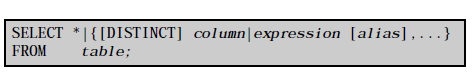 SELECT *|{[DISTINCT] column|expression [alias],...}
FROM table;